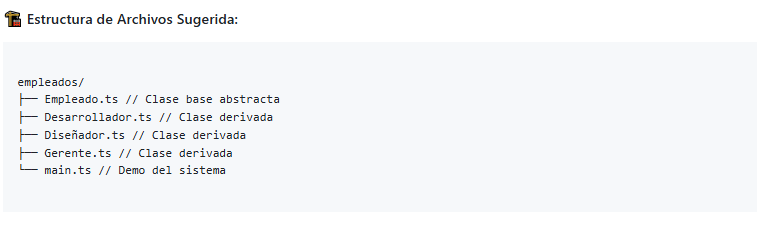 Estructura de Archivos Sugerida:
empleados/
├── Empleado.ts // Clase base abstracta
├── Desarrollador.ts // Clase derivada
├── Diseñador.ts // Clase derivada
├── Gerente.ts // Clase derivada
└── main.ts // Demo del sistema